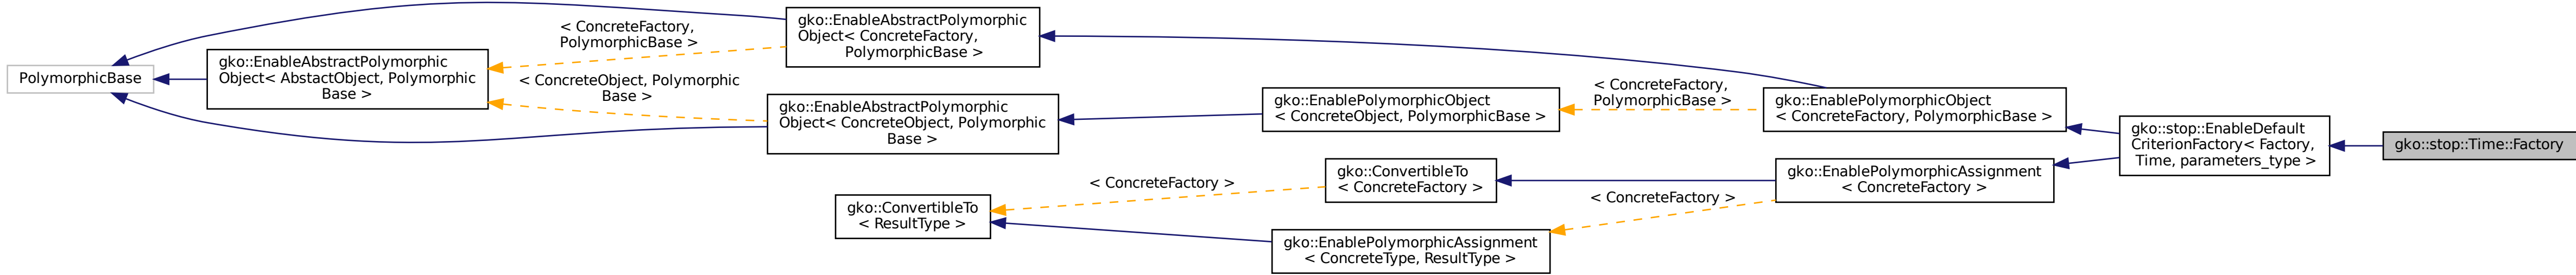 PolymorphicBase
gko::EnableAbstractPolymorphic
Object< AbstactObject, Polymorphic
Base >
< ConcreteFactory,
PolymorphicBase >
< ConcreteObject, Polymorphic
Base >
gko::EnableAbstractPolymorphic
Object< ConcreteFactory,
PolymorphicBase >
gko::EnableAbstractPolymorphic
Object< ConcreteObject, Polymorphic
Base >
gko::ConvertibleTo
< ResultType >
< ConcreteFactory >
gko::EnablePolymorphicObject
< ConcreteObject, PolymorphicBase >
gko::ConvertibleTo
< ConcreteFactory >
gko::EnablePolymorphicAssignment
< ConcreteType, ResultType >
< ConcreteFactory,
PolymorphicBase >
< ConcreteFactory >
gko::EnablePolymorphicObject
< ConcreteFactory, PolymorphicBase >
gko::EnablePolymorphicAssignment
< ConcreteFactory >
gko::stop::EnableDefault
CriterionFactory< Factory,
Time, parameters_type >
gko::stop::Time::Factory